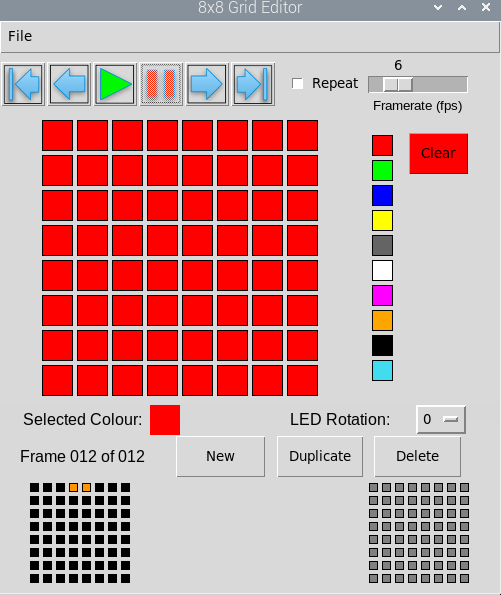 8x8 Grid Editor
File
Repeat
6
Framerate (fps)
Clear
Selected Colour:
LED Rotation:
0
Frame 012 of 012
New
Duplicate
Delete